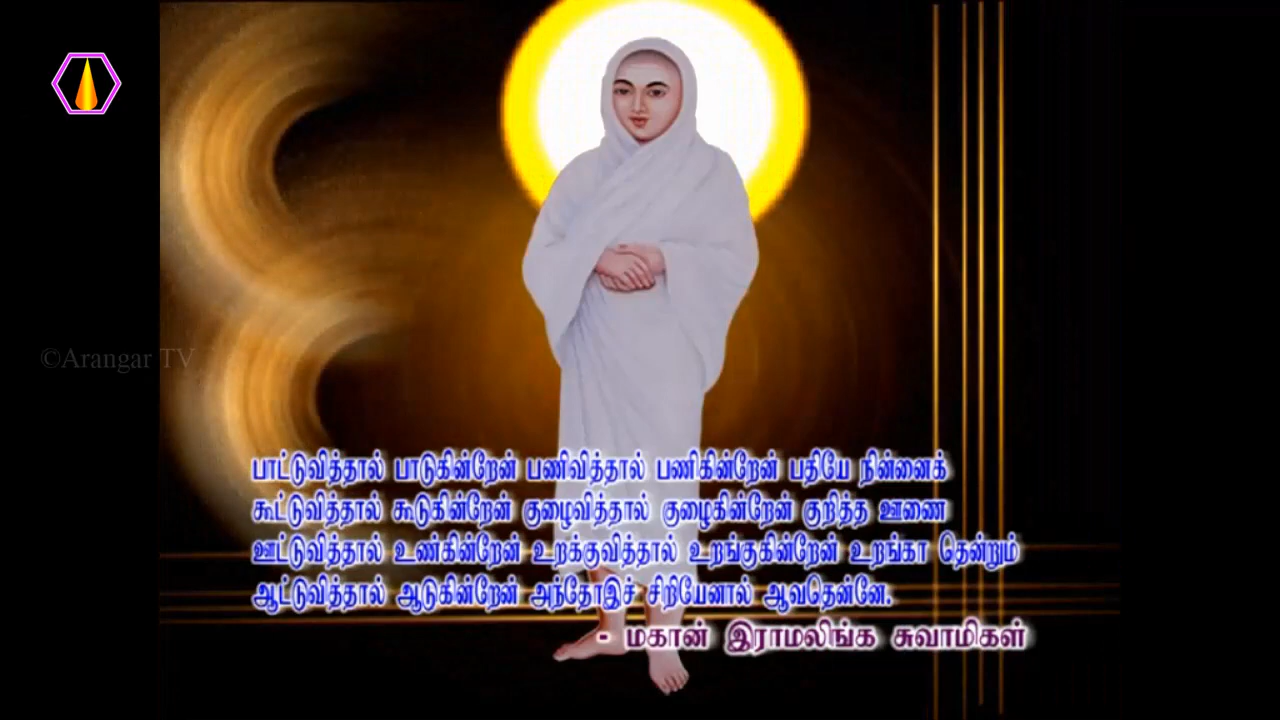 ©Arangar TV
பாட்டுவித்தால் பாடுகின்றேன் பணிவித்தால் பணிகின்றேன் பதியே நின்னைக்
கூட்டுவித்தால் கூடுகின்றேன் குழைவித்தால் குழைகின்றேன் குறித்த ஊணை
ஊட்டுவித்தால் உண்கின்றேன் உறக்குவித்தால் உறங்குகின்றேன் உறங்கா தென்றும்
ஆட்டுவித்தால் ஆடுகின்றேன் அந்தோஇச் சிறியேனால் ஆவதென்னே.
- மகான் இராமலிங்க சுவாமிகள்